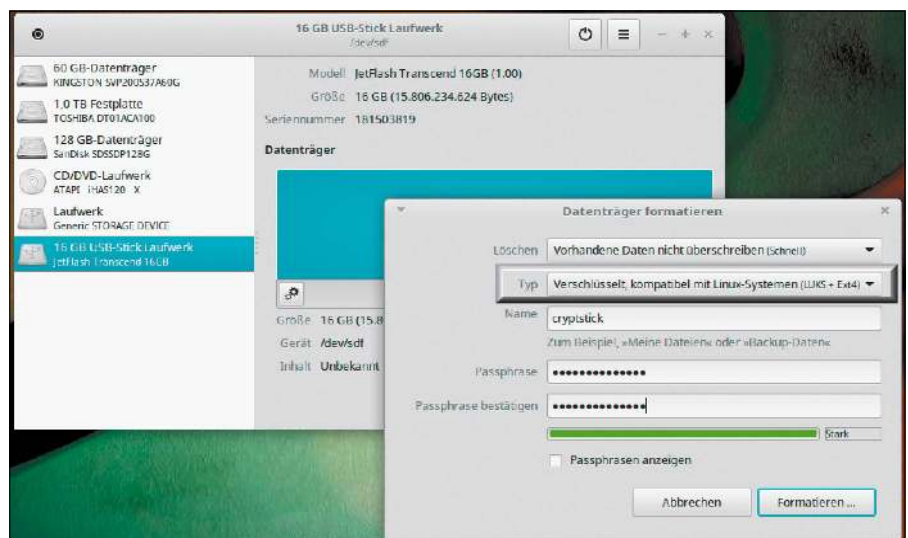 16 GB USB-Stick Laufwerk
/dev/sdf
60 GB-Datenträger
KINGSTON SVP200S37A60G
1,0 TB Festplatte
TOSHIBA DT01ACA100
128 GB-Datenträger
SanDisk SDSSDP128G
CD/DVD-Laufwerk
ATAPI iHAS120 X
Laufwerk
Generic STORAGE DEVICE
16 GB USB-Stick Laufwerk
JetFlash Transcend 16GB
Modell JetFlash Transcend 16GB (1.00)
Größe 16 GB (15.806.234.624 Bytes)
Seriennummer 181503819
Datenträger
Größe 16 GB (15.8
Gerät /dev/sdf
Inhalt Unbekannt
Datenträger formatieren
Löschen Vorhandene Daten nicht überschreiben (Schnell)
Typ Verschlüsselt, kompatibel mit Linux-Systemen (LUKS + Ext4)
Name cryptstick
Zum Beispiel, »Meine Dateien« oder »Backup-Daten«
Passphrase ●●●●●●●●●●●●●●
Passphrase bestätigen ●●●●●●●●●●●●●●
Stark
Passphrasen anzeigen
Abbrechen Formatieren ...